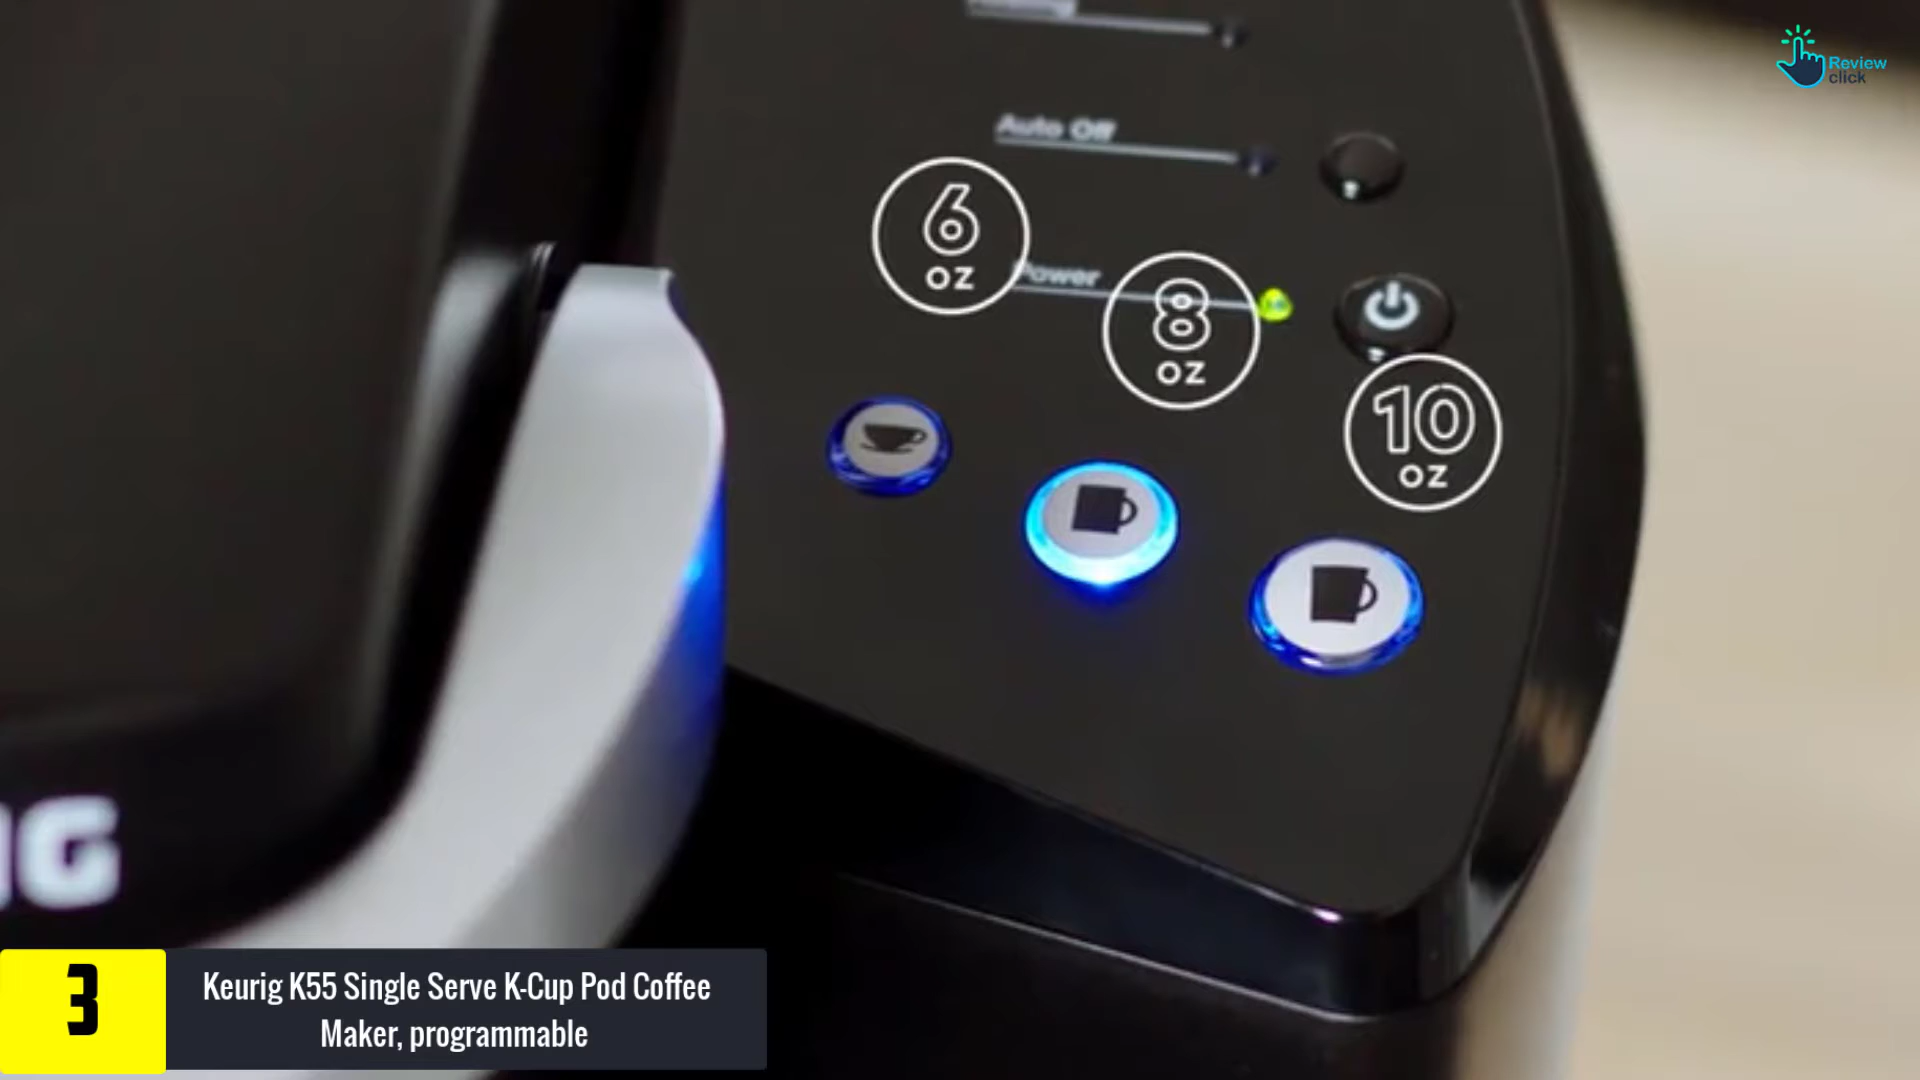 Review
click
Auto Off
6
oz
Power
8
oz
10
oz
3
Keurig K55 Single Serve K-Cup Pod Coffee
Maker, programmable